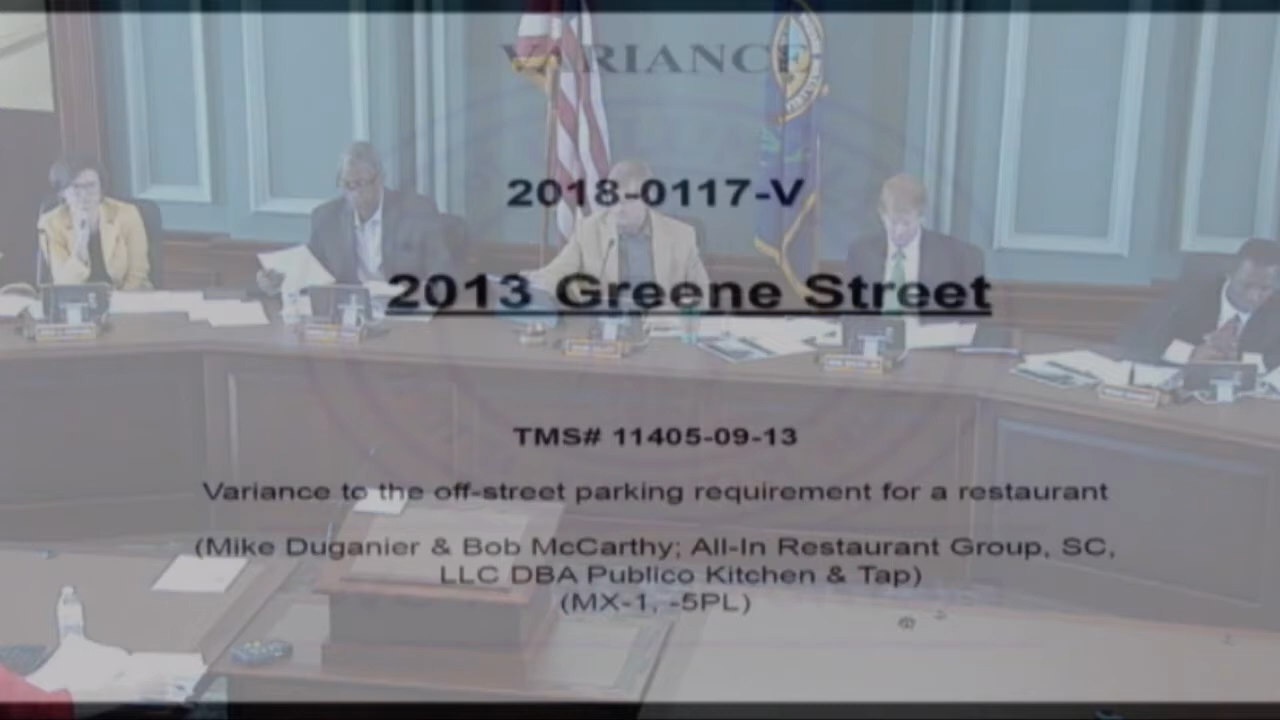 VARIANCE
2018-0117-V
2013 Greene Street
TMS# 11405-09-13
Variance to the off-street parking requirement for a restaurant
(Mike Duganier & Bob McCarthy; All-In Restaurant Group, SC,
LLC DBA Publico Kitchen & Tap)
(MX-1, -5PL)